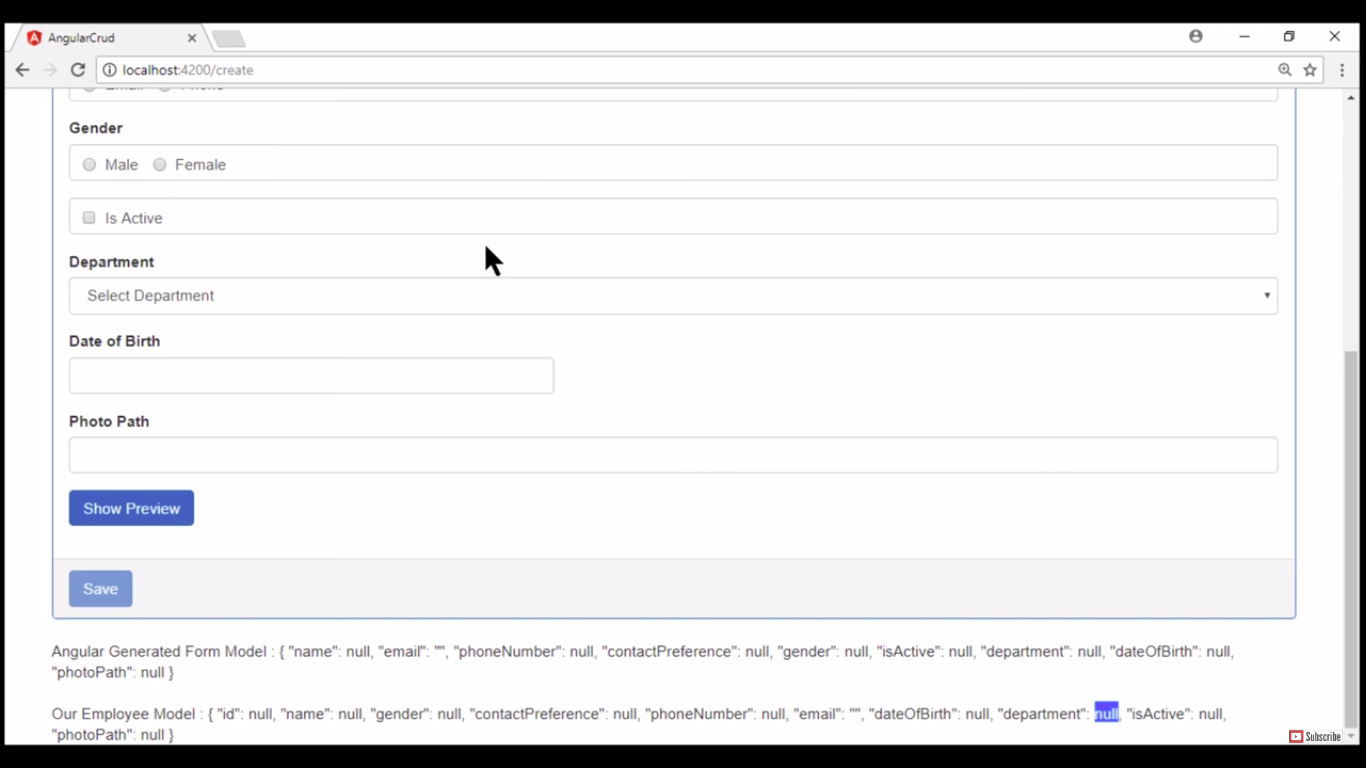 AngularCrud
localhost:4200/create
Email Phone
Gender
Male Female
Is Active
Department
Select Department
Date of Birth
Photo Path
Show Preview
Save
Angular Generated Form Model : { "name": null, "email": "", "phoneNumber": null, "contactPreference": null, "gender": null, "isActive": null, "department": null, "dateOfBirth": null,
"photoPath": null }
Our Employee Model : { "id": null, "name": null, "gender": null, "contactPreference": null, "phoneNumber": null, "email": "", "dateOfBirth": null, "department": null, "isActive": null,
"photoPath": null }
Subscribe